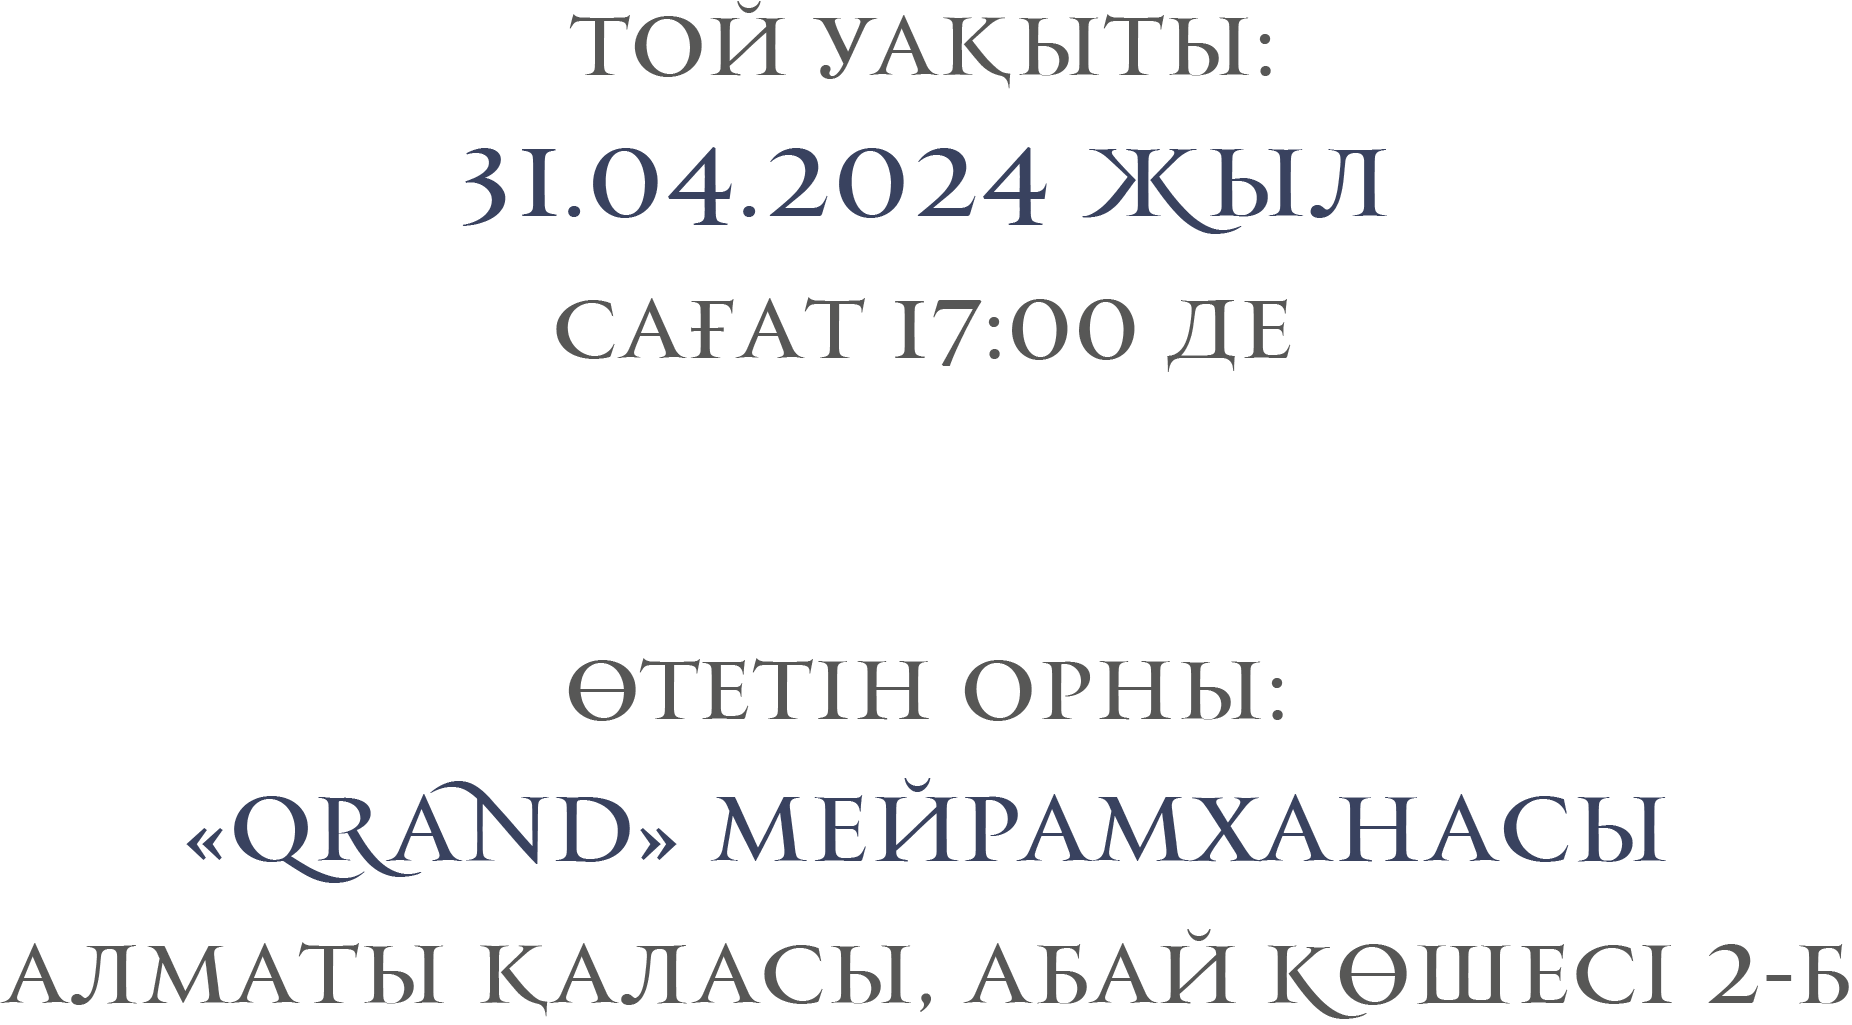 ТОЙ УАҚЫТЫ:
31.04.2024 ЖЫЛ
САҒАТ 17:00 ДЕ
ӨТЕТІН ОРНЫ:
«QRAND» МЕЙРАМХАНАСЫ
АЛМАТЫ ҚАЛАСЫ, АБАЙ КӨШЕСІ 2-Б